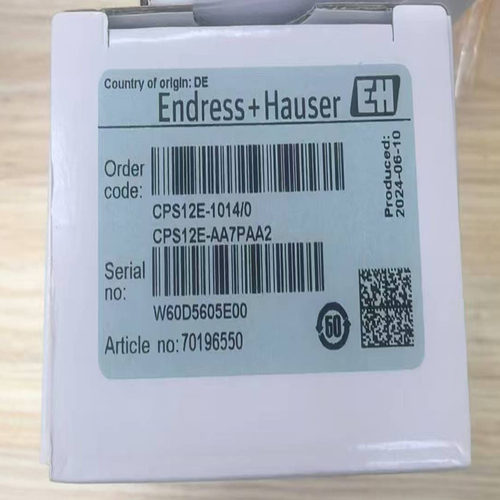 Country of origin: DE
Endress+Hauser EH
Order code:
CPS12E-1014/0
CPS12E-AA7PAA2
Serial no:
W60D5605E00
Article no: 70196550
Produced:
2024-06-10
50